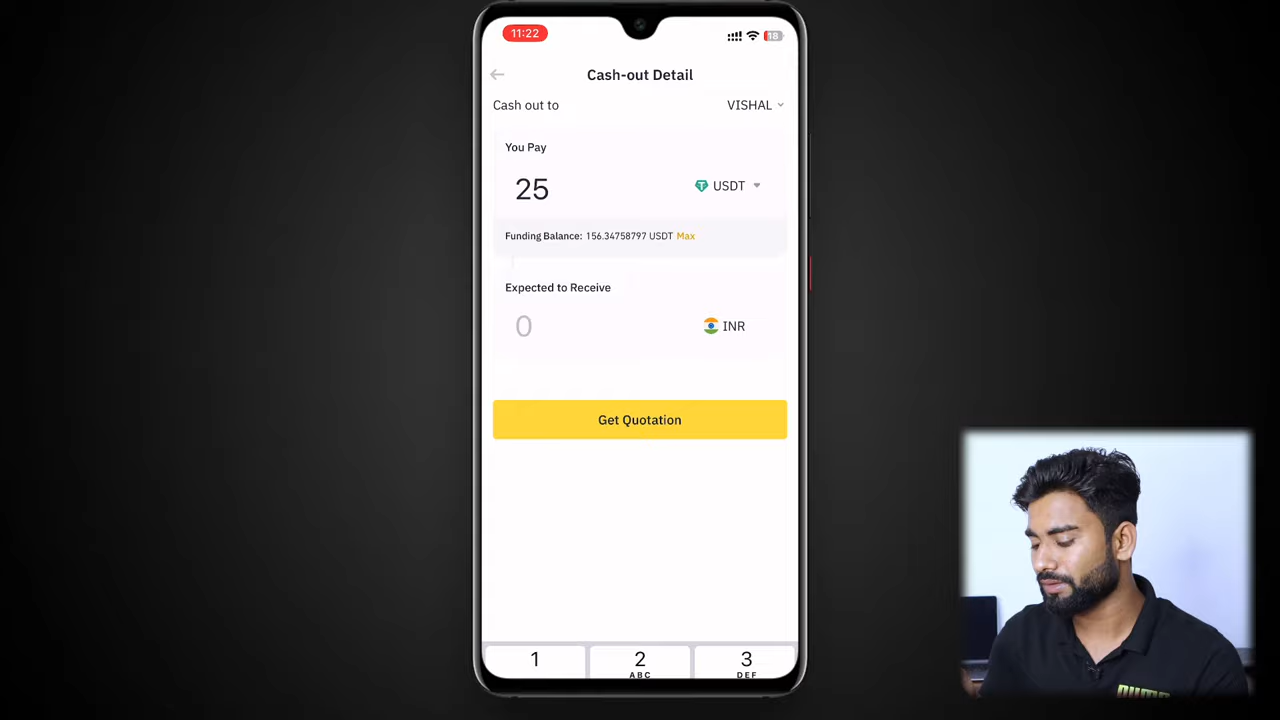 11:22
18
Cash-out Detail
Cash out to VISHAL
You Pay
25 USDT
Funding Balance: 156.34758797 USDT Max
Expected to Receive
0 INR
Get Quotation
1 2 3
ABC DEF